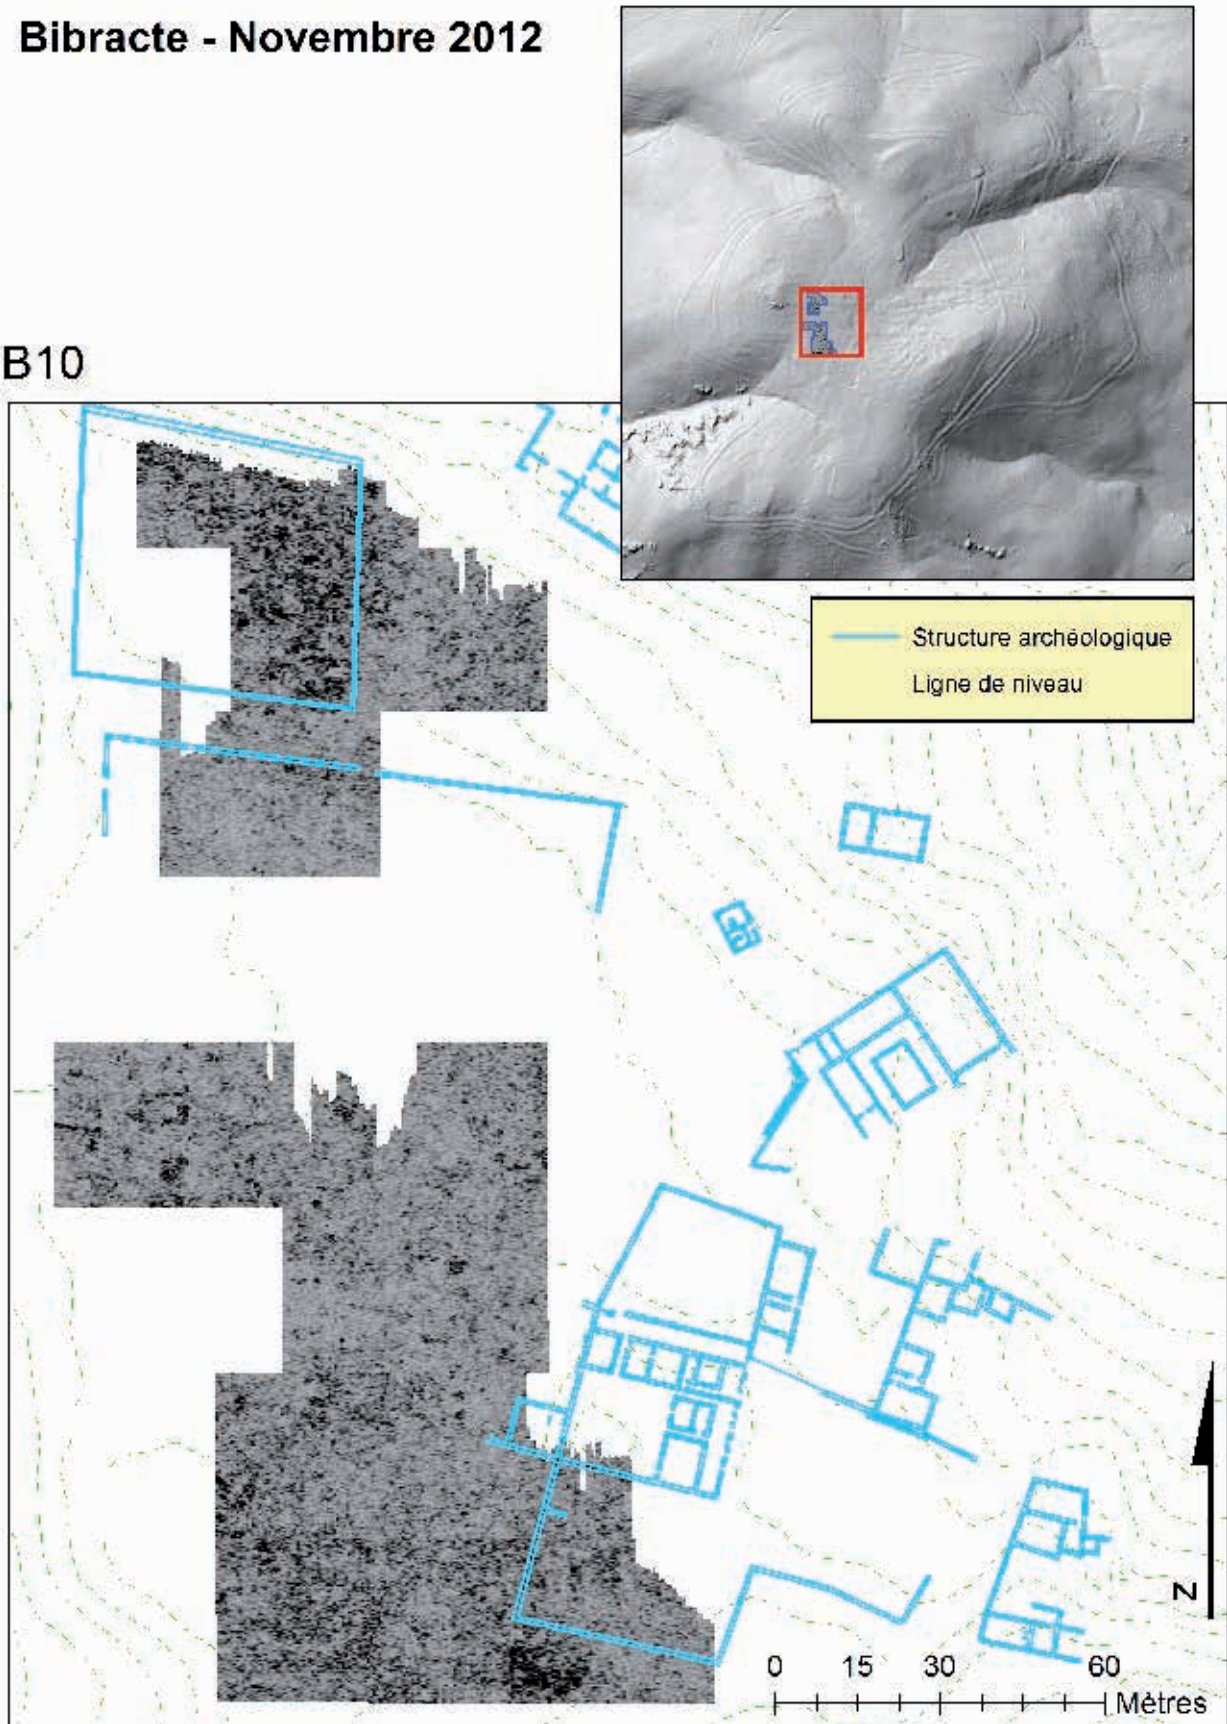 Bibracte - Novembre 2012
B10
Structure archéologique
Ligne de niveau
N
0 15 30 60
Mètres